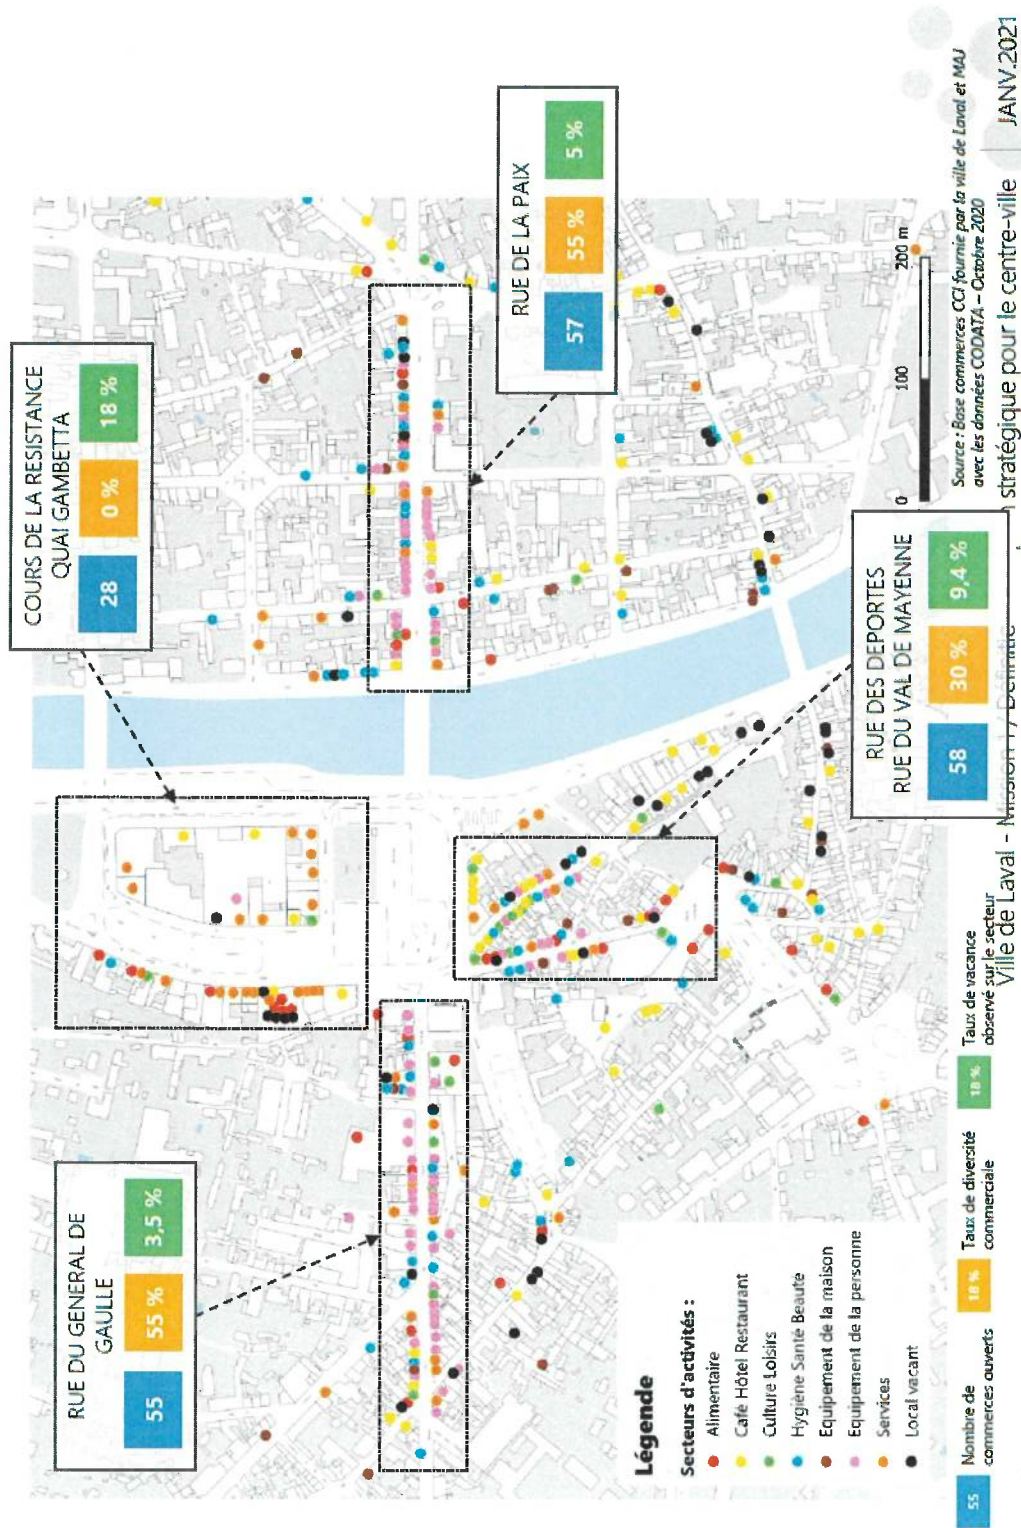 COURS DE LA RESISTANCE
QUAI GAMBETTA
28
0 %
18 %
RUE DU GENERAL DE
GAULLE
55
55 %
3,5 %
RUE DE LA PAIX
57
55 %
5 %
RUE DES DEPORTES
RUE DU VAL DE MAYENNE
58
30 %
9,4 %
Légende
Secteurs d'activités :
Alimentaire
Café Hôtel Restaurant
Culture Loisirs
Hygiène Santé Beauté
Equipement de la maison
Equipement de la personne
Services
Local vacant
55
Nombre de
commerces ouverts
18 %
Taux de diversité
commerciale
18 %
Taux de vacance
observé sur le secteur
0
100
200 m
Source : Base commerces CCI fournie par la ville de Laval et MAJ
avec les données CODATA – Octobre 2020
Ville de Laval - Mission 1 / Définitio
stratégique pour le centre-ville
JANV.2021